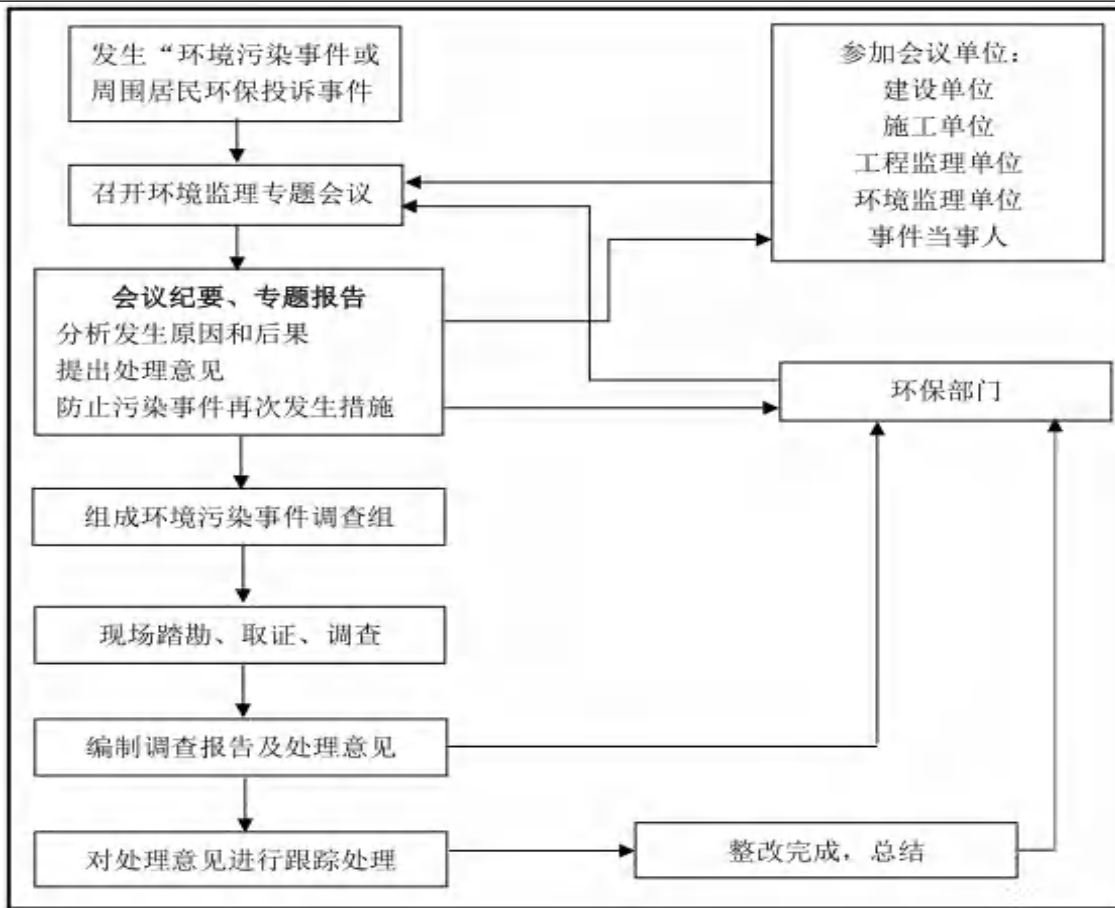 发生“环境污染事件或
周围居民环保投诉事件
召开环境监理专题会议
会议纪要、专题报告
分析发生原因和后果
提出处理意见
防止污染事件再次发生措施
组成环境污染事件调查组
现场踏勘、取证、调查
编制调查报告及处理意见
对处理意见进行跟踪处理
参加会议单位：
建设单位
施工单位
工程监理单位
环境监理单位
事件当事人
环保部门
整改完成，总结